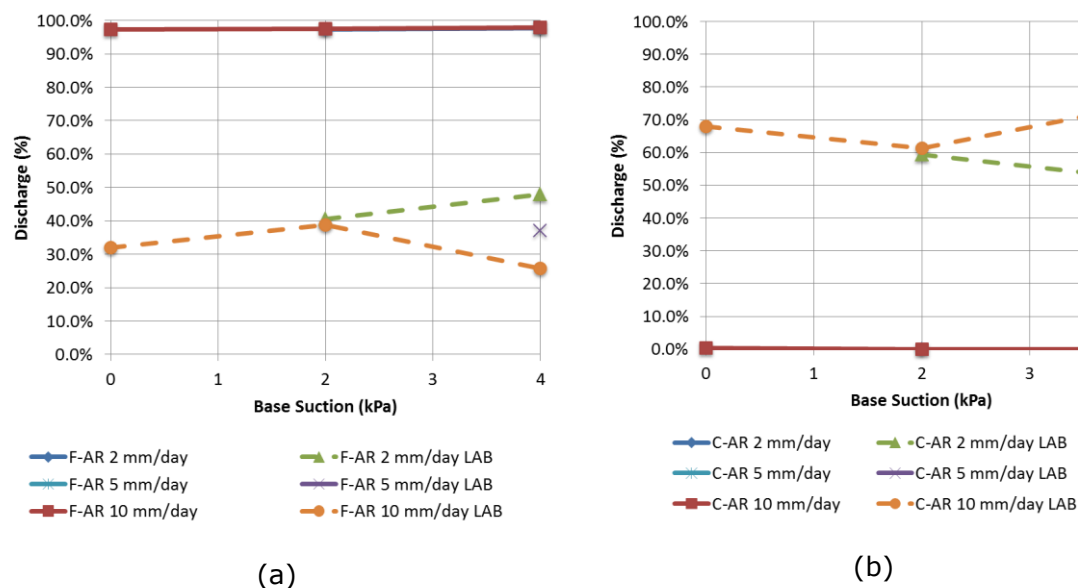 100.0%
90.0%
80.0%
70.0%
60.0%
50.0%
40.0%
30.0%
20.0%
10.0%
0.0%
Discharge (%)
0 1 2 3 4
Base Suction (kPa)
F-AR 2 mm/day F-AR 2 mm/day LAB
F-AR 5 mm/day F-AR 5 mm/day LAB
F-AR 10 mm/day F-AR 10 mm/day LAB
(a)
100.0%
90.0%
80.0%
70.0%
60.0%
50.0%
40.0%
30.0%
20.0%
10.0%
0.0%
Discharge (%)
0 1 2 3
Base Suction (kPa)
C-AR 2 mm/day C-AR 2 mm/day LAB
C-AR 5 mm/day C-AR 5 mm/day LAB
C-AR 10 mm/day C-AR 10 mm/day LAB
(b)